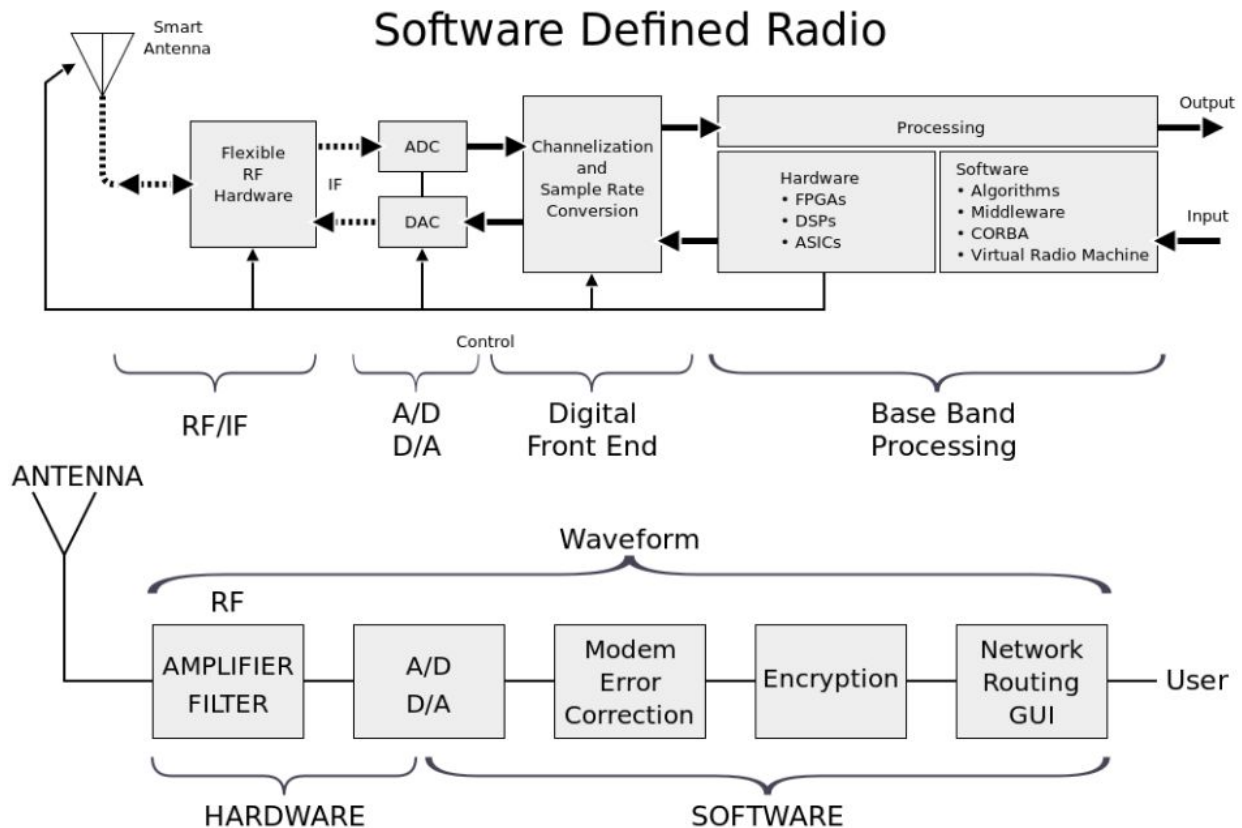 Software Defined Radio
Smart
Antenna
Flexible
RF
Hardware
IF
ADC
DAC
Channelization
and
Sample Rate
Conversion
Processing
Hardware
• FPGAs
• DSPs
• ASICs
Software
• Algorithms
• Middleware
• CORBA
• Virtual Radio Machine
Output
Input
Control
RF/IF
A/D
D/A
Digital
Front End
Base Band
Processing
ANTENNA
Waveform
RF
AMPLIFIER
FILTER
A/D
D/A
Modem
Error
Correction
Encryption
Network
Routing
GUI
User
HARDWARE
SOFTWARE